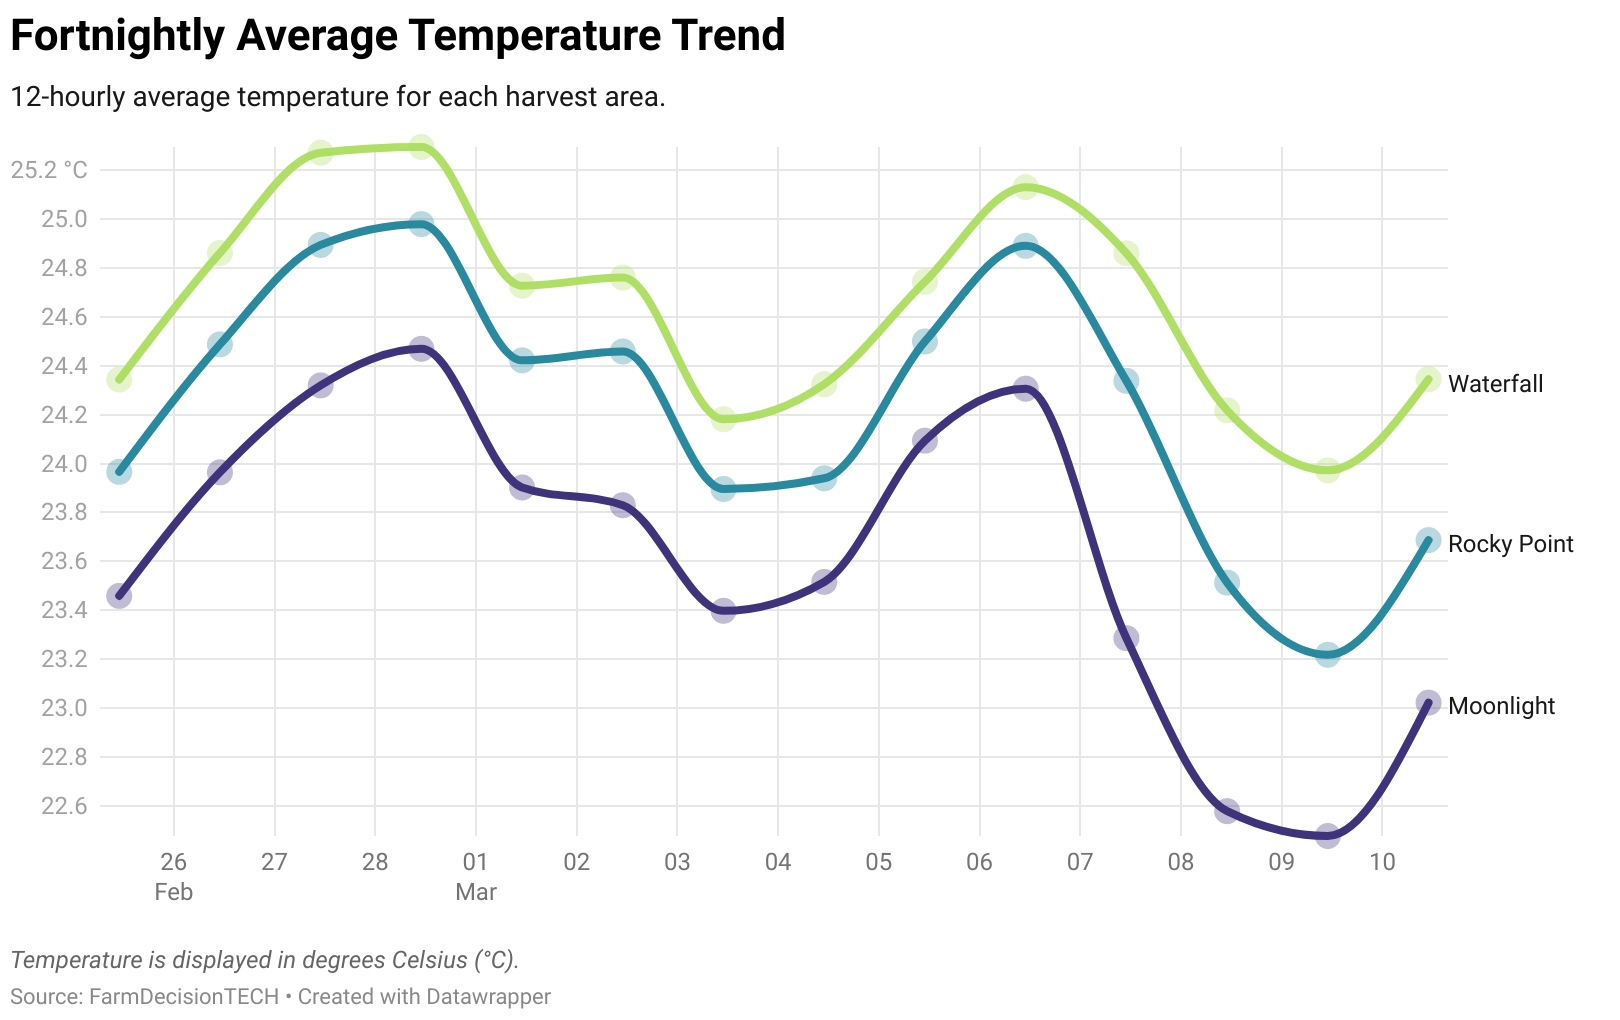 Fortnightly Average Temperature Trend
12-hourly average temperature for each harvest area.
25.2 °C
25.0
24.8
24.6
24.4
24.2
24.0
23.8
23.6
23.4
23.2
23.0
22.8
22.6
Waterfall
Rocky Point
Moonlight
26 27 28 01 02 03 04 05 06 07 08 09 10
Feb Mar
Temperature is displayed in degrees Celsius (°C).
Source: FarmDecisionTECH • Created with Datawrapper